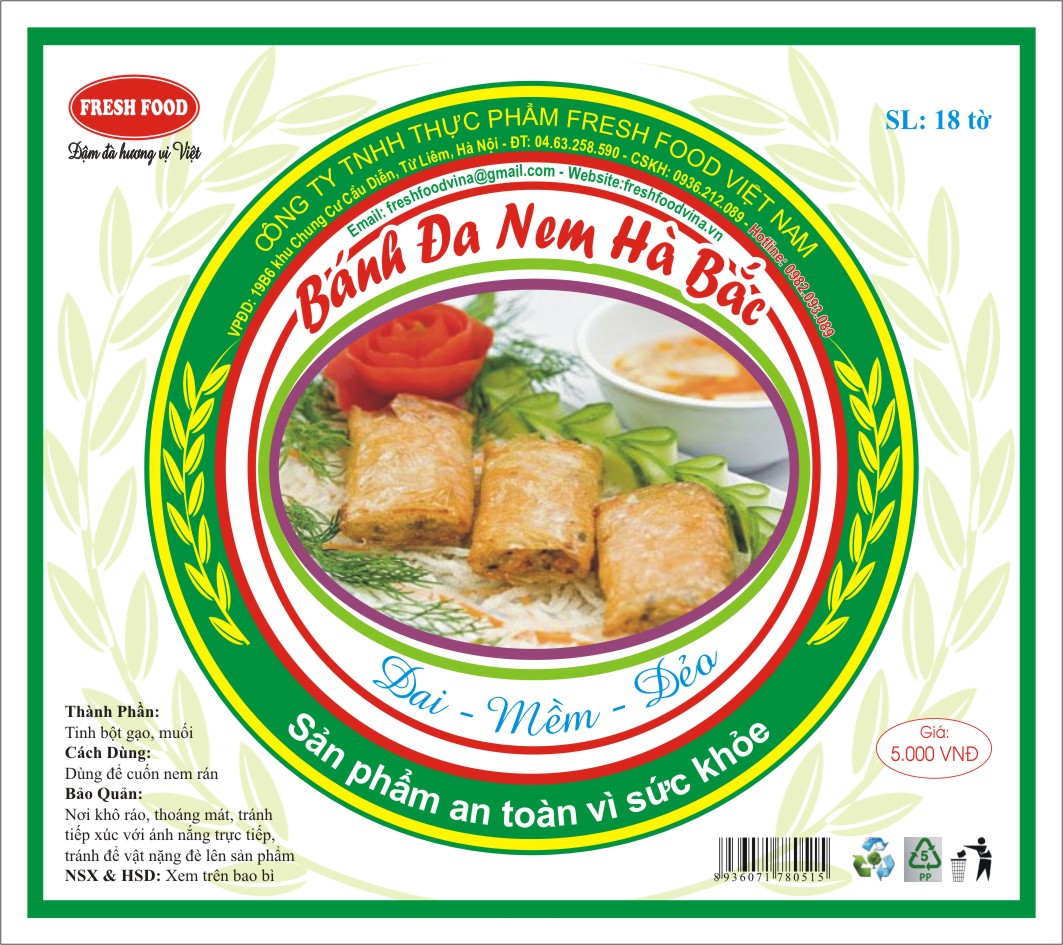 FRESH FOOD
Đậm đà hương vị Việt
SL: 18 tờ
CÔNG TY TNHH THỰC PHẨM FRESH FOOD VIỆT NAM
VPĐD: 19B6 khu Chung Cư Cầu Diễn, Từ Liêm, Hà Nội - ĐT: 04.63.258.590 - CSKH: 0936.212.089 - Hotline: 0982.093.089
Email: freshfoodvina@gmail.com - Website:freshfoodvina.vn
Bánh Đa Nem Hà Bắc
Dai - Mềm - Dẻo
Sản phẩm an toàn vì sức khỏe
Thành Phần:
Tinh bột gạo, muối
Cách Dùng:
Dùng để cuốn nem rán
Bảo Quản:
Nơi khô ráo, thoáng mát, tránh
tiếp xúc với ánh nắng trực tiếp,
tránh để vật nặng đè lên sản phẩm
NSX & HSD: Xem trên bao bì
Giá:
5.000 VNĐ
8936071780515
5
PP